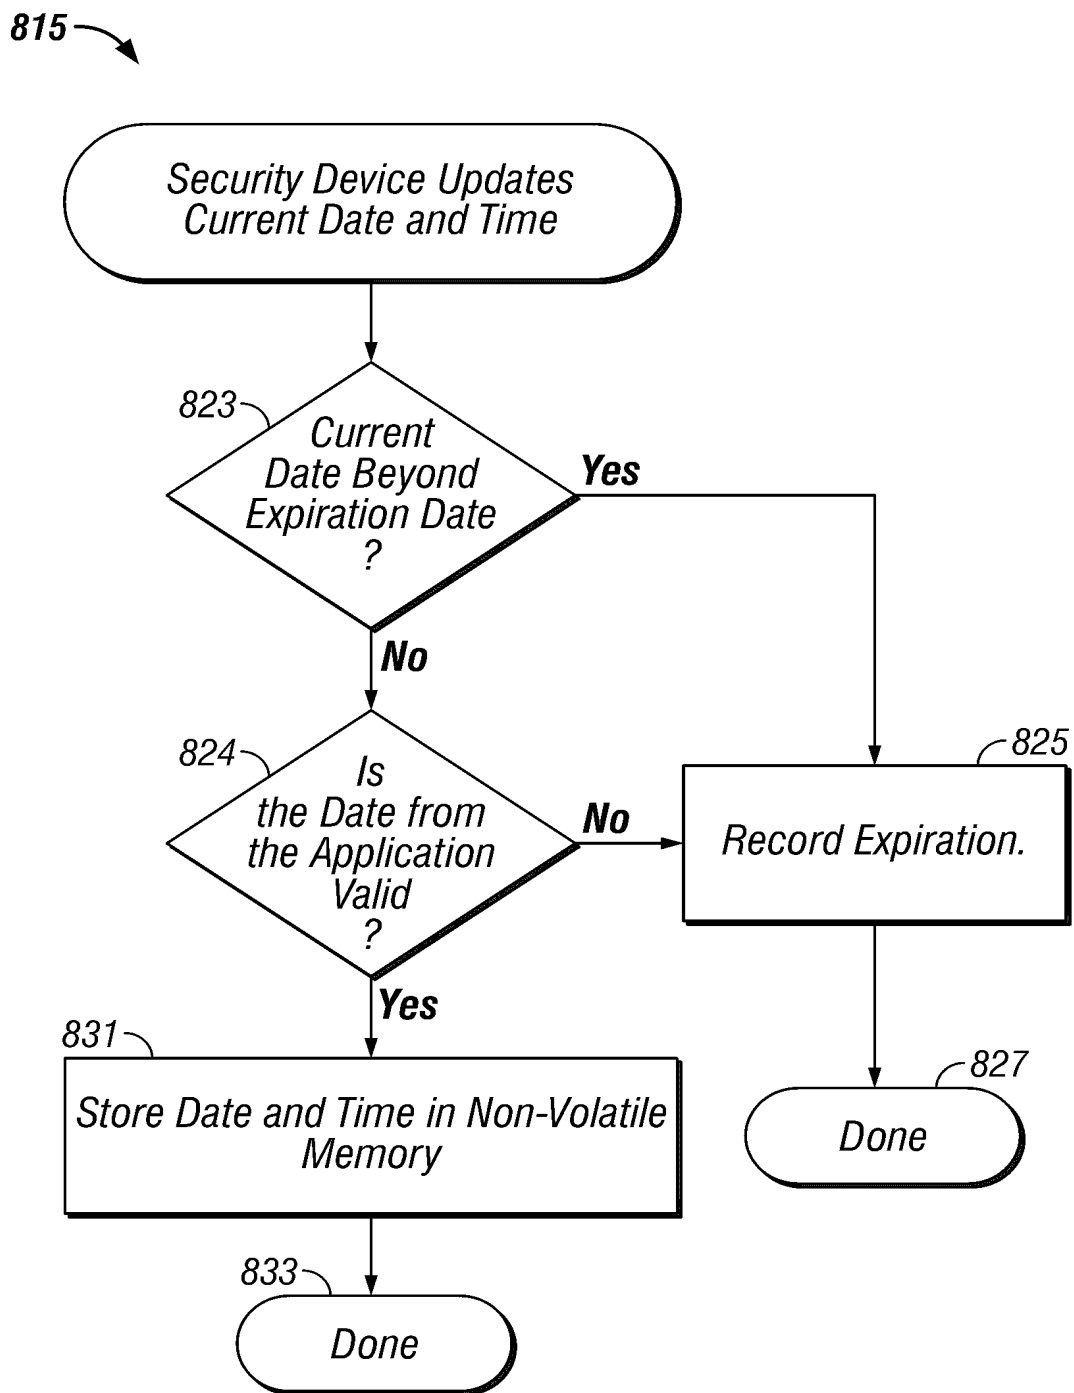 815
Security Device Updates
Current Date and Time
823
Current
Date Beyond
Expiration Date
?
Yes
No
824
Is
the Date from
the Application
Valid
?
No
825
Record Expiration.
Yes
831
Store Date and Time in Non-Volatile
Memory
827
Done
833
Done